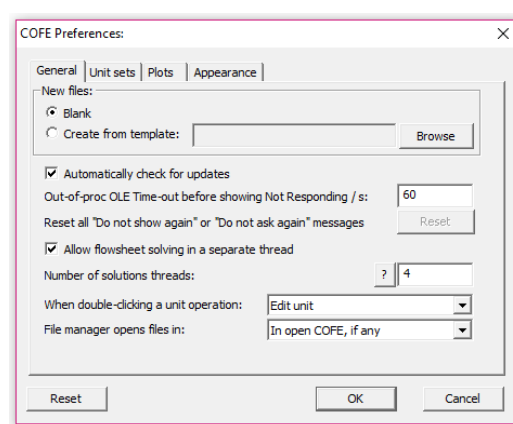 COFE Preferences:
General Unit sets Plots Appearance
New files:
Blank
Create from template: Browse
Automatically check for updates
Out-of-proc OLE Time-out before showing Not Responding / s: 60
Reset all "Do not show again" or "Do not ask again" messages Reset
Allow flowsheet solving in a separate thread
Number of solutions threads: ? 4
When double-clicking a unit operation: Edit unit
File manager opens files in: In open COFE, if any
Reset OK Cancel